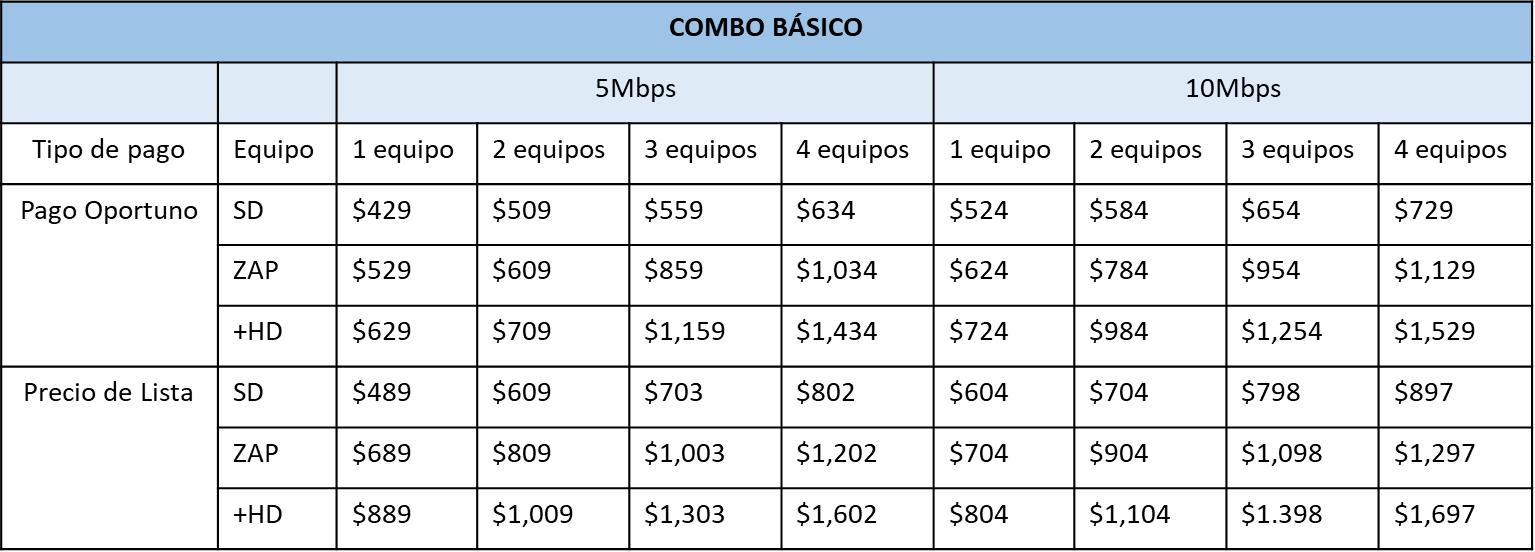 COMBO BÁSICO
5Mbps 10Mbps
Tipo de pago Equipo 1 equipo 2 equipos 3 equipos 4 equipos 1 equipo 2 equipos 3 equipos 4 equipos
Pago Oportuno SD $429 $509 $559 $634 $524 $584 $654 $729
ZAP $529 $609 $859 $1,034 $624 $784 $954 $1,129
+HD $629 $709 $1,159 $1,434 $724 $984 $1,254 $1,529
Precio de Lista SD $489 $609 $703 $802 $604 $704 $798 $897
ZAP $689 $809 $1,003 $1,202 $704 $904 $1,098 $1,297
+HD $889 $1,009 $1,303 $1,602 $804 $1,104 $1.398 $1,697